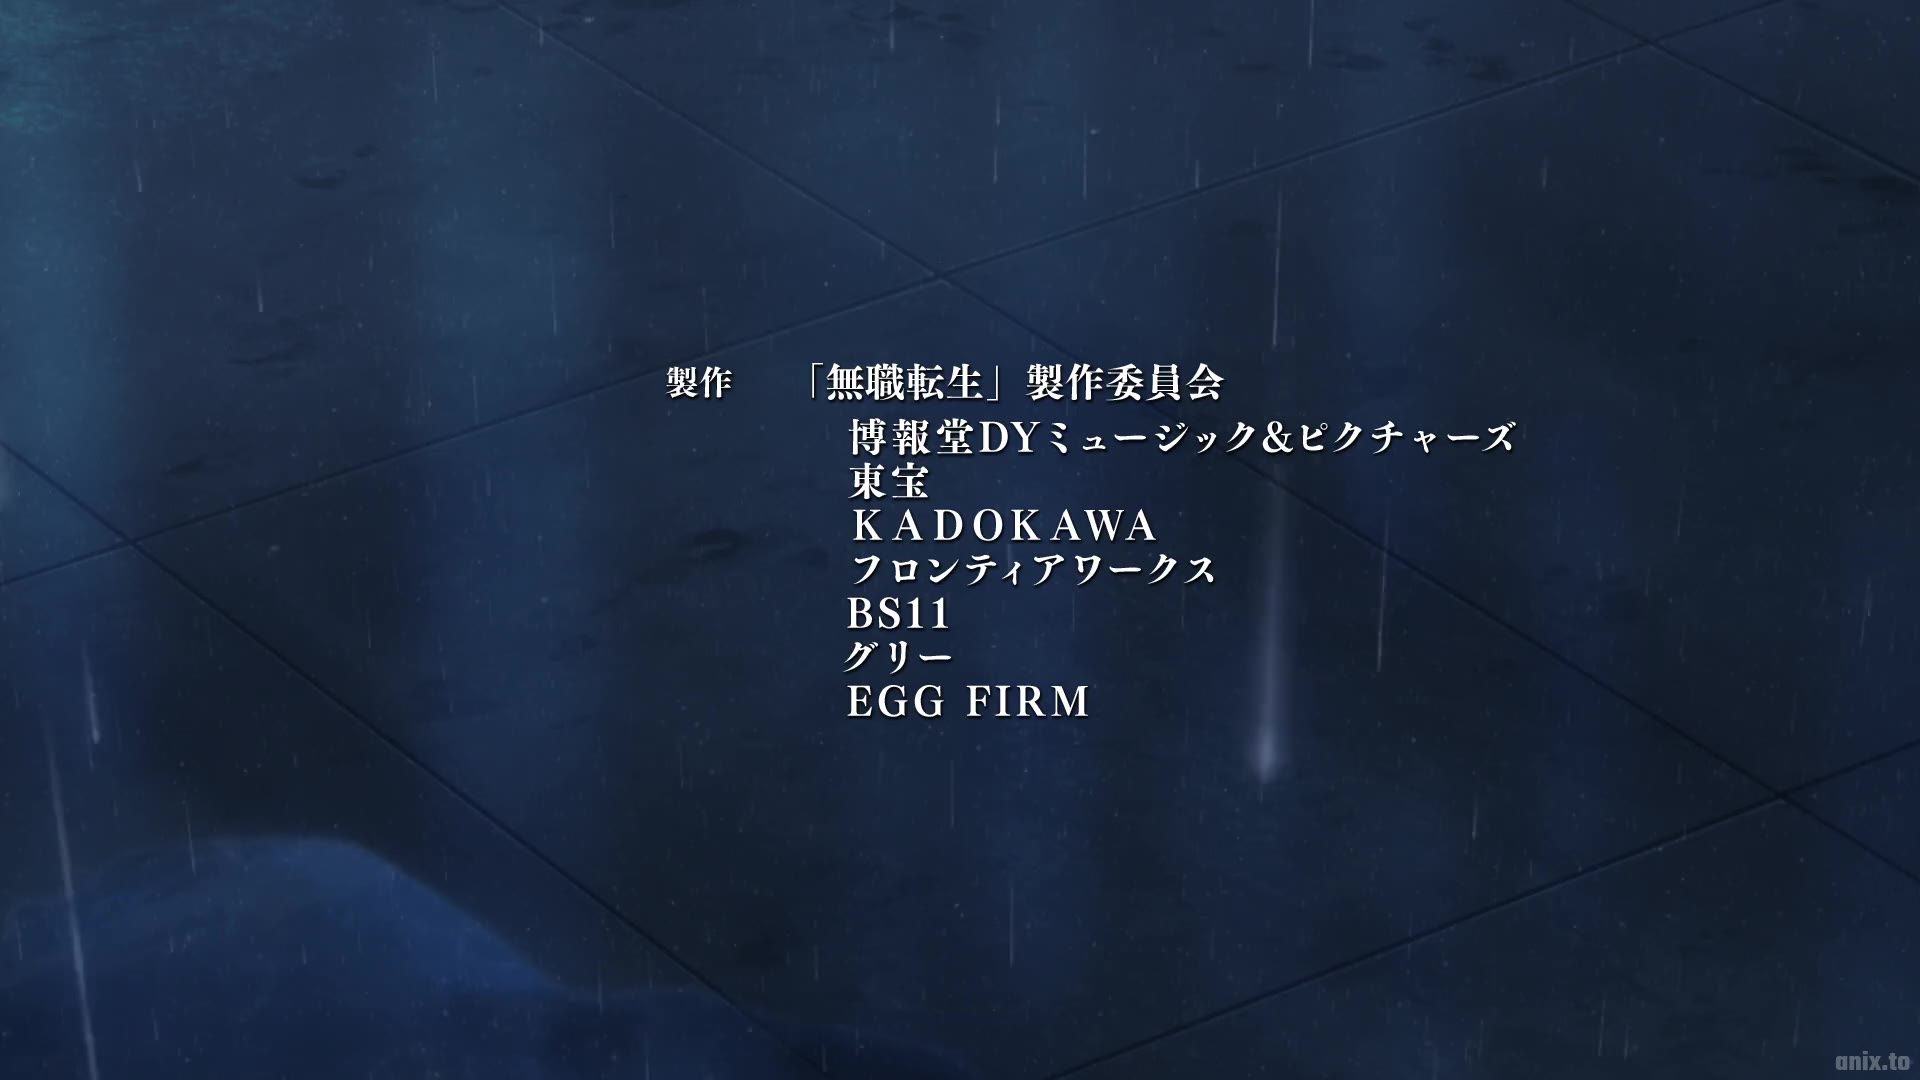 製作 「無職転生」製作委員会
博報堂DYミュージック&ピクチャーズ
東宝
KADOKAWA
フロンティアワークス
BS11
グリー
EGG FIRM
anix.to